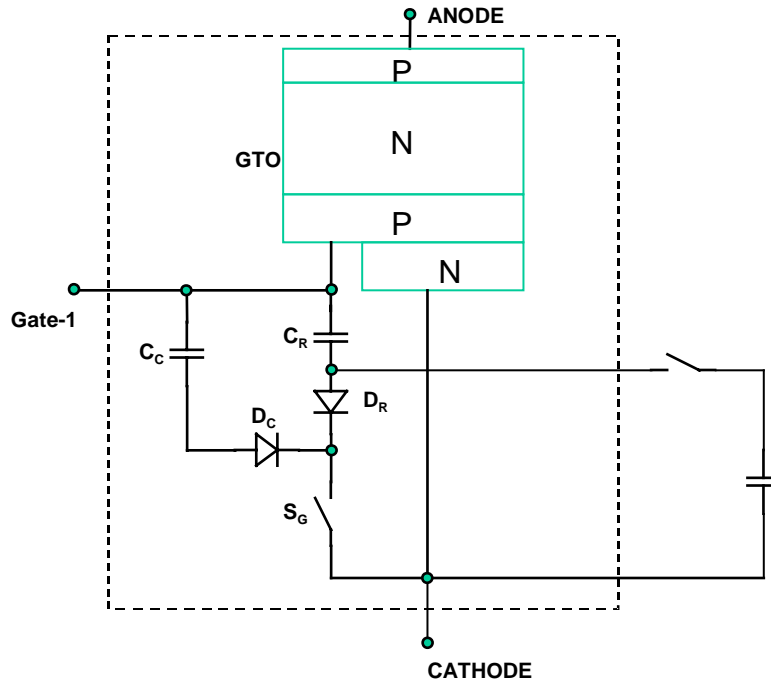 ANODE
P
N
GTO
P
N
Gate-1
C_C
C_R
D_R
D_C
S_G
CATHODE